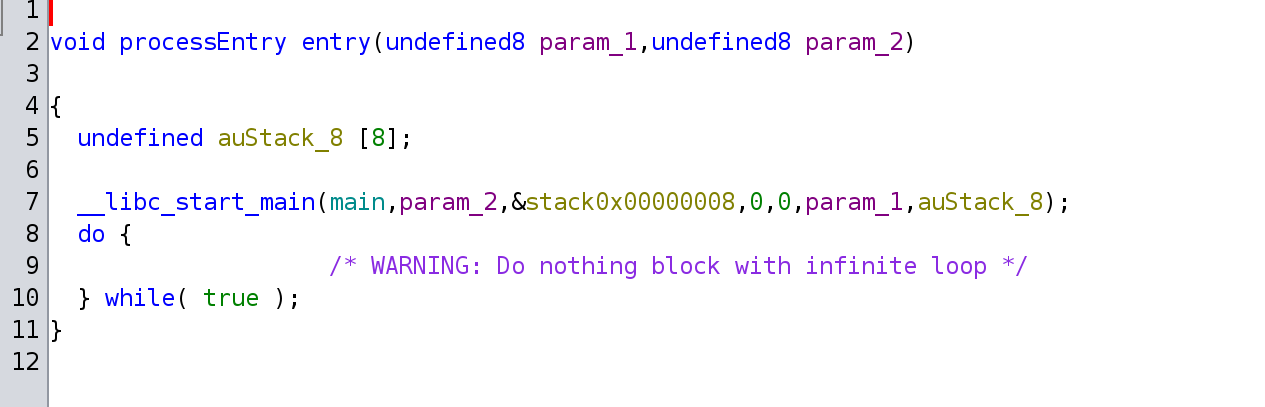 1
2 void processEntry entry(undefined8 param_1,undefined8 param_2)
3
4 {
5   undefined auStack_8 [8];
6
7   __libc_start_main(main,param_2,&stack0x00000008,0,0,param_1,auStack_8);
8   do {
9                     /* WARNING: Do nothing block with infinite loop */
10   } while( true );
11 }
12